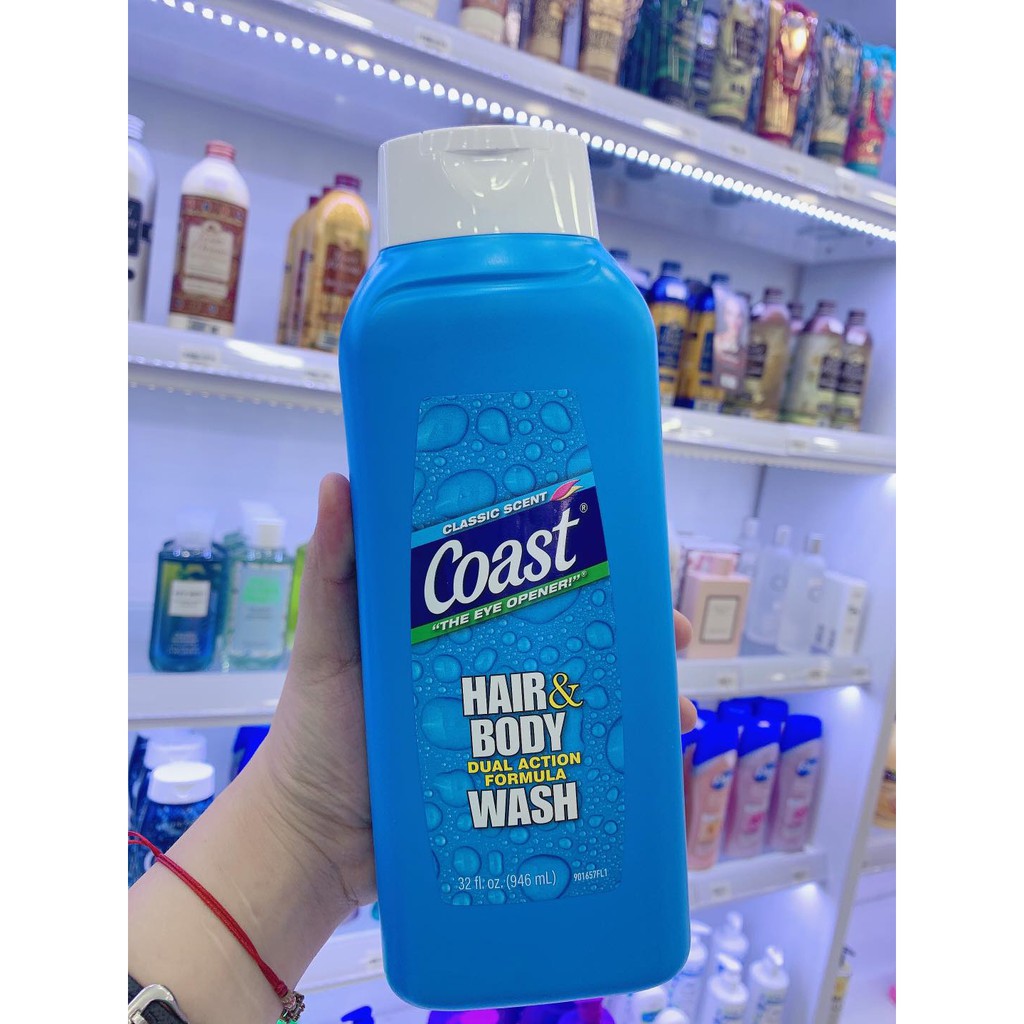 CLASSIC SCENT
Coast®
"THE EYE OPENER!"®
HAIR &
BODY
DUAL ACTION
FORMULA
WASH
32 fl. oz. (946 mL)
901657FL1